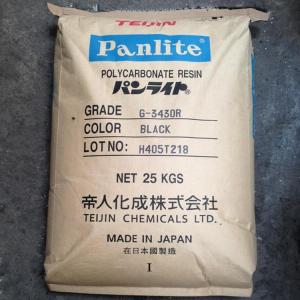 TEIJIN
Panlite
POLYCARBONATE RESIN
パンライト®
GRADE G-3430R
COLOR BLACK
LOT NO: H405T218
NET 25 KGS
帝人化成株式会社
TEIJIN CHEMICALS LTD.
MADE IN JAPAN
在日本國製造
I